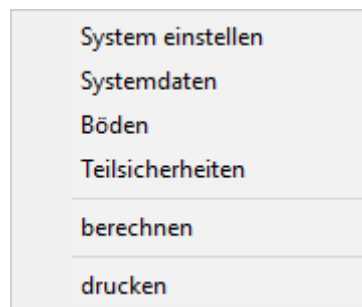 System einstellen
Systemdaten
Böden
Teilsicherheiten
berechnen
drucken